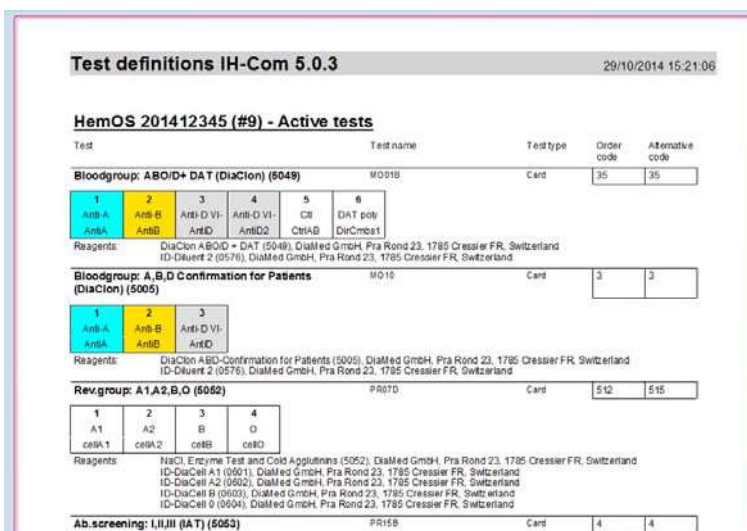 Test definitions IH-Com 5.0.3 29/10/2014 15:21:06
HemOS 201412345 (#9) - Active tests
Test Test name Test type Order code Alternative code
Bloodgroup: ABO/D+ DAT (DiaClon) (5049) MO01B Card 35 35
1 2 3 4 5 6
Anti-A Anti-B Anti-D VI- Anti-D VI- Ctl DAT poly
AntiA AntiB AntiD AntiD2 CtrlAB DirCmbs1
Reagents: DiaClon ABO/D + DAT (5049), DiaMed GmbH, Pra Rond 23, 1785 Cressier FR, Switzerland
ID-Diluent 2 (0576), DiaMed GmbH, Pra Rond 23, 1785 Cressier FR, Switzerland
Bloodgroup: A,B,D Confirmation for Patients MO10 Card 3 3
(DiaClon) (5005)
1 2 3
Anti-A Anti-B Anti-D VI-
AntiA AntiB AntiD
Reagents: DiaClon ABD-Confirmation for Patients (5005), DiaMed GmbH, Pra Rond 23, 1785 Cressier FR, Switzerland
ID-Diluent 2 (0576), DiaMed GmbH, Pra Rond 23, 1785 Cressier FR, Switzerland
Rev.group: A1,A2,B,O (5052) PR07D Card 512 515
1 2 3 4
A1 A2 B O
cellA1 cellA2 cellB cellO
Reagents: NaCl, Enzyme Test and Cold Agglutinins (5052), DiaMed GmbH, Pra Rond 23, 1785 Cressier FR, Switzerland
ID-DiaCell A1 (0601), DiaMed GmbH, Pra Rond 23, 1785 Cressier FR, Switzerland
ID-DiaCell A2 (0602), DiaMed GmbH, Pra Rond 23, 1785 Cressier FR, Switzerland
ID-DiaCell B (0603), DiaMed GmbH, Pra Rond 23, 1785 Cressier FR, Switzerland
ID-DiaCell 0 (0604), DiaMed GmbH, Pra Rond 23, 1785 Cressier FR, Switzerland
Ab.screening: I,II,III (IAT) (5053) PR15B Card 4 4